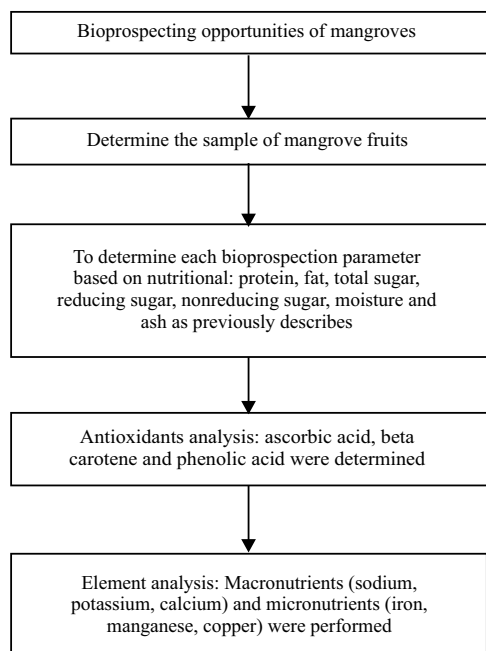 Bioprospecting opportunities of mangroves
Determine the sample of mangrove fruits
To determine each bioprospection parameter
based on nutritional: protein, fat, total sugar,
reducing sugar, nonreducing sugar, moisture and
ash as previously describes
Antioxidants analysis: ascorbic acid, beta
carotene and phenolic acid were determined
Element analysis: Macronutrients (sodium,
potassium, calcium) and micronutrients (iron,
manganese, copper) were performed